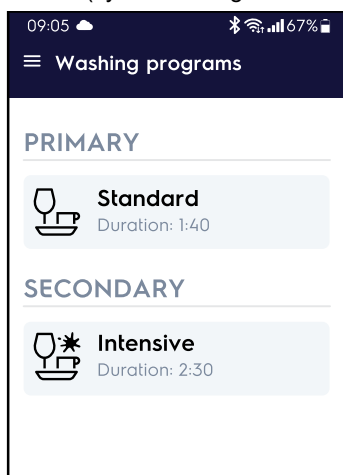 09:05 67%
Washing programs
PRIMARY
Standard
Duration: 1:40
SECONDARY
Intensive
Duration: 2:30